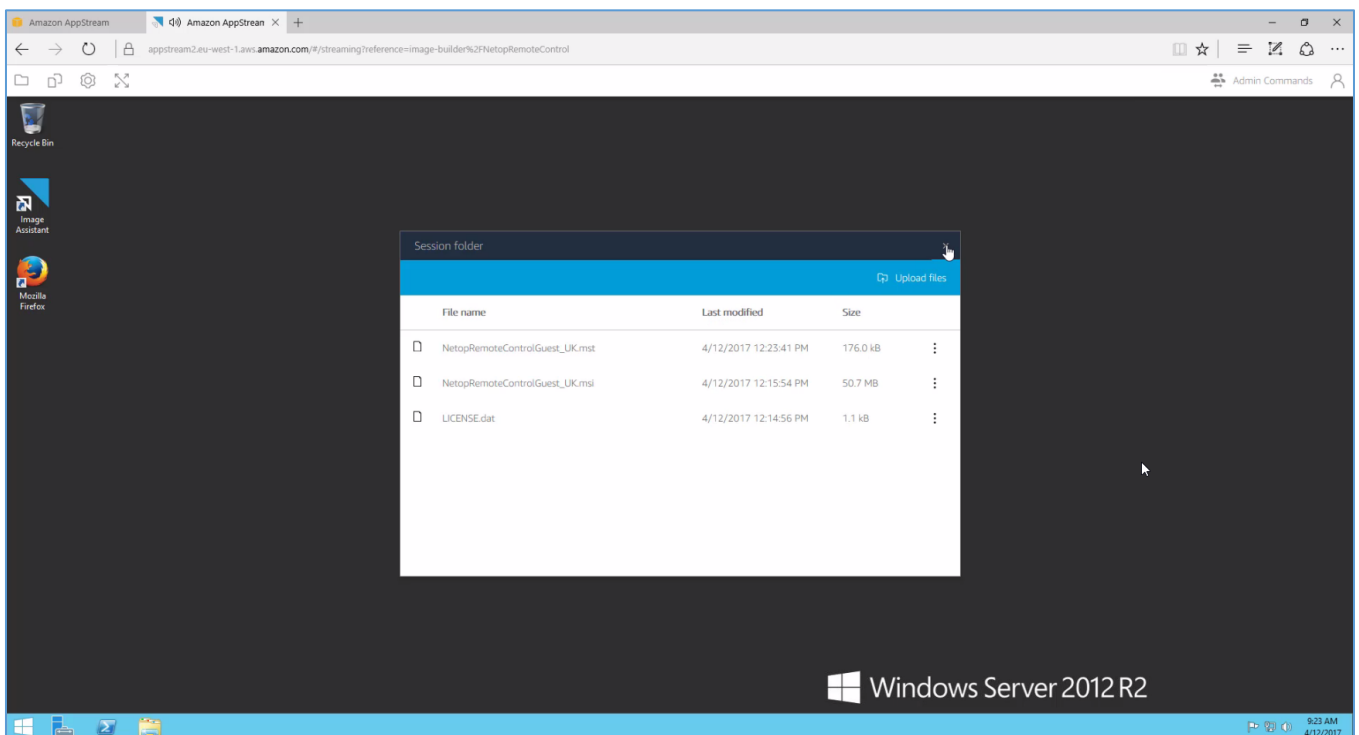 Amazon AppStream
Amazon AppStrean
appstream2.eu-west-1.aws.amazon.com/#/streaming?reference=image-builder%2FNetopRemoteControl
Admin Commands
Recycle Bin
Image
Assistant
Mozilla
Firefox
Session folder
Upload files
File name Last modified Size
NetopRemoteControlGuest_UK.mst 4/12/2017 12:23:41 PM 176.0 kB
NetopRemoteControlGuest_UK.msi 4/12/2017 12:15:54 PM 50.7 MB
LICENSE.dat 4/12/2017 12:14:56 PM 1.1 kB
Windows Server 2012 R2
9:23 AM
4/12/2017